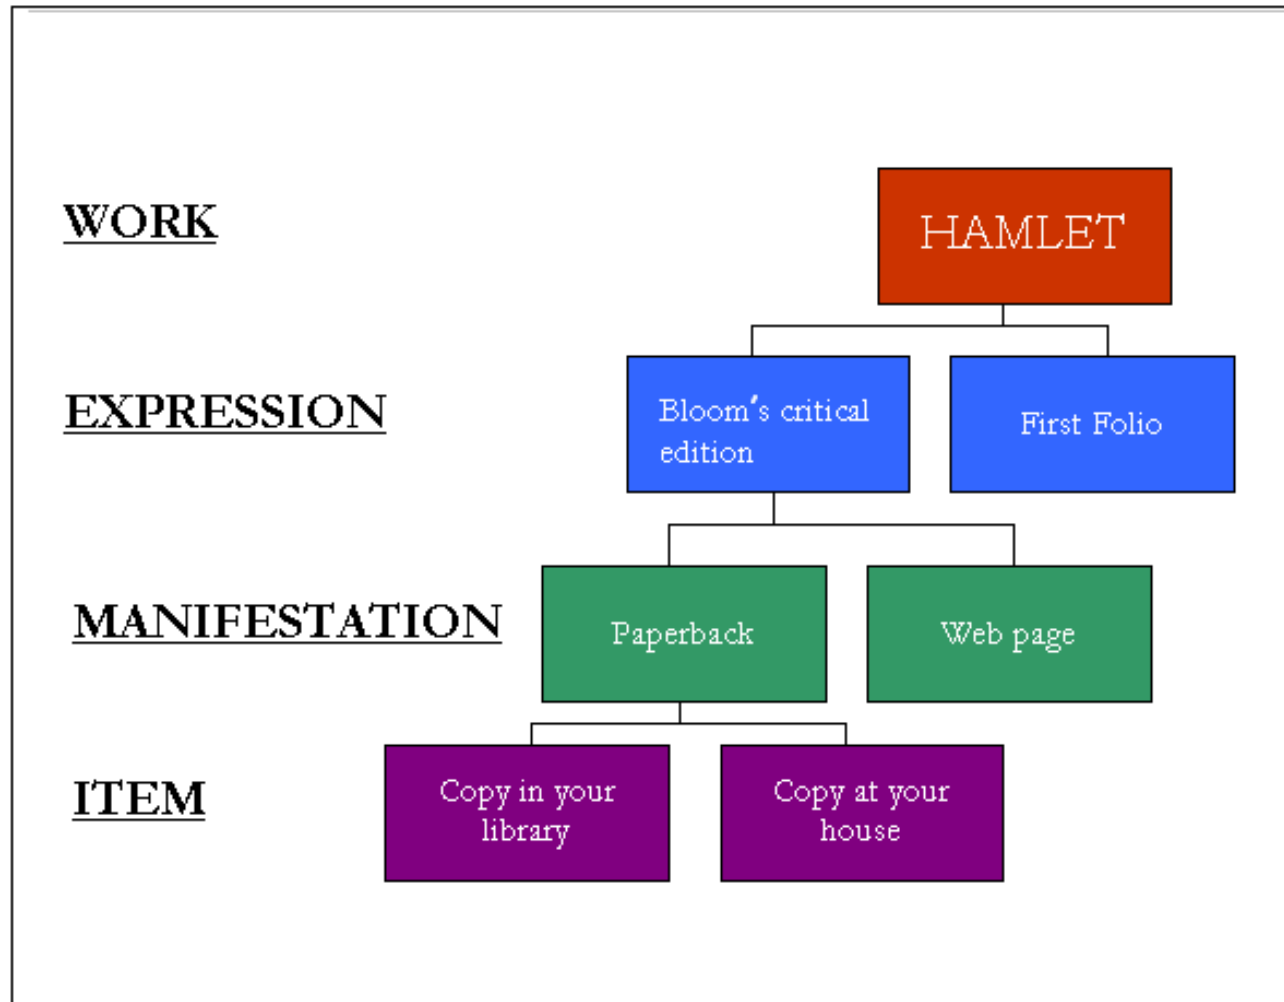 WORK
HAMLET
EXPRESSION
Bloom's critical
edition
First Folio
MANIFESTATION
Paperback
Web page
ITEM
Copy in your
library
Copy at your
house